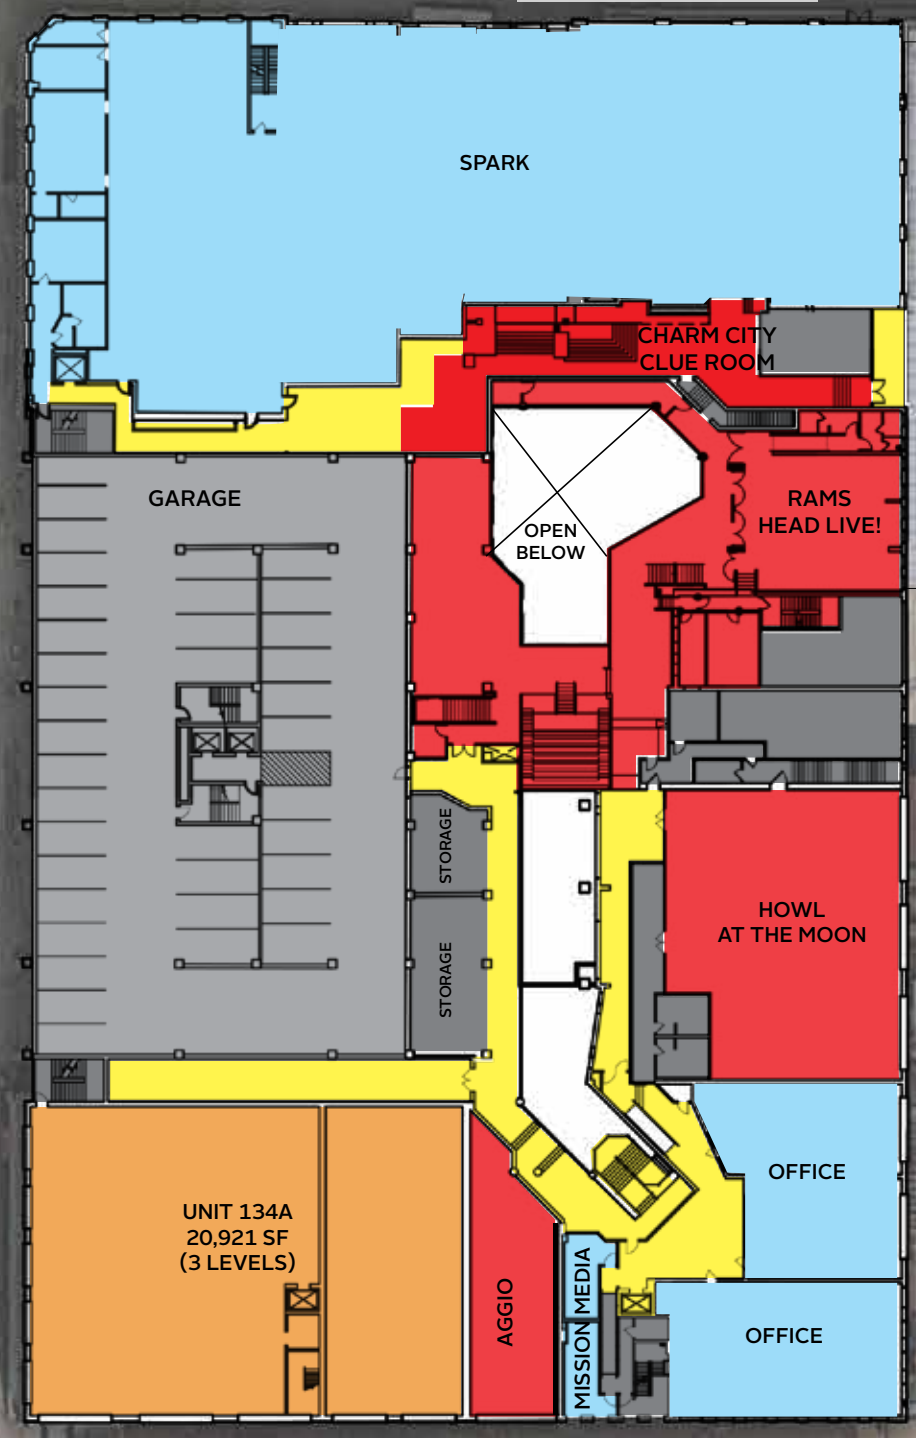 SPARK
CHARM CITY
CLUE ROOM
GARAGE
RAMS
HEAD LIVE!
OPEN
BELOW
STORAGE
STORAGE
HOWL
AT THE MOON
OFFICE
UNIT 134A
20,921 SF
(3 LEVELS)
AGGIO
MISSION MEDIA
OFFICE